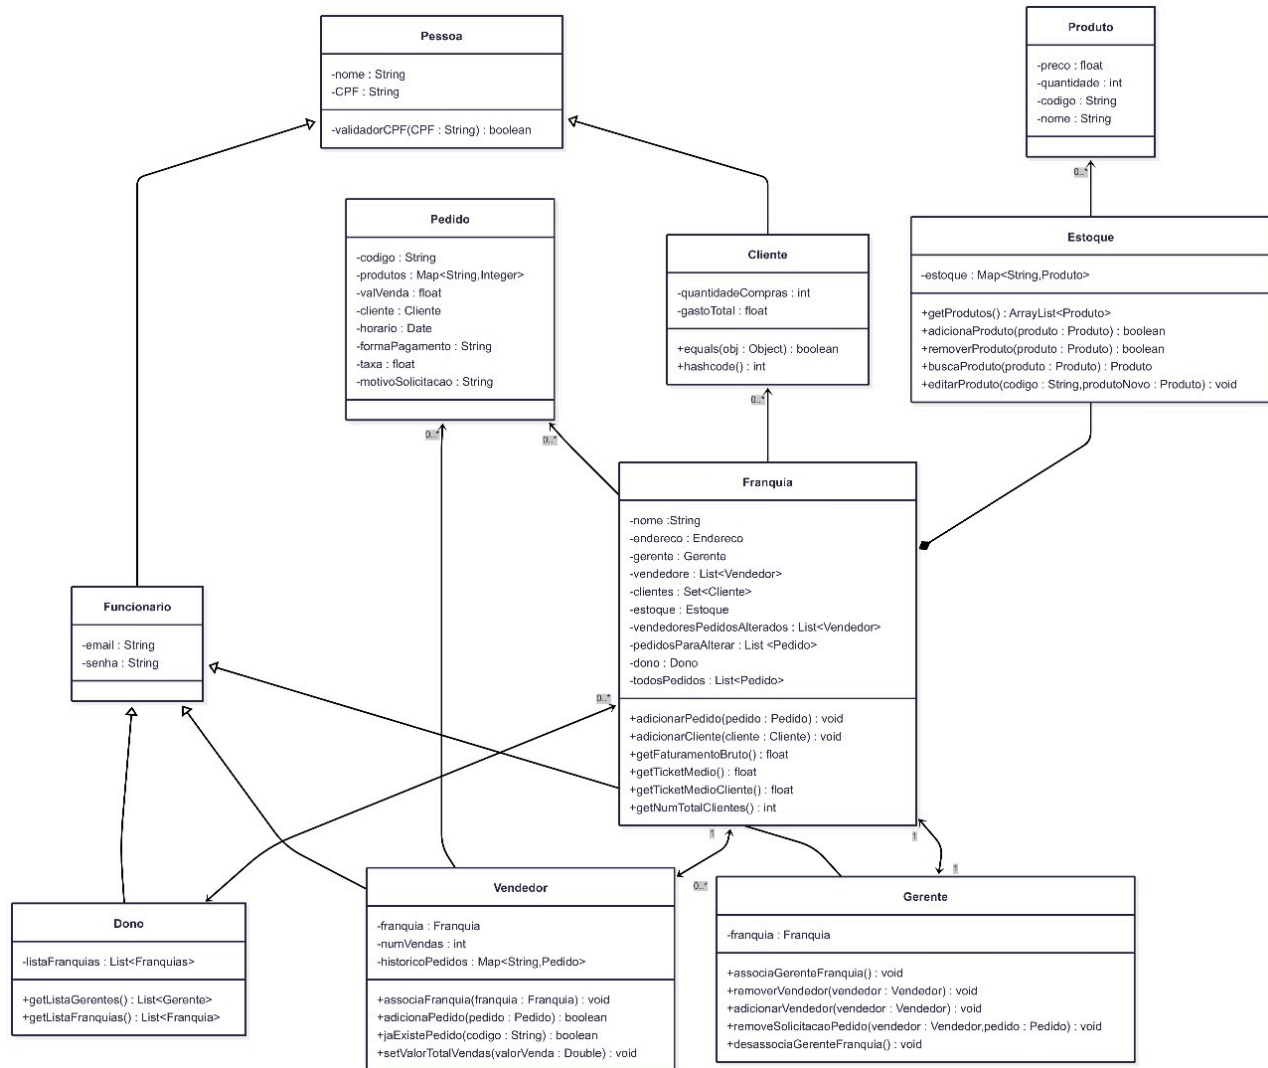 Pessoa
-nome : String
-CPF : String
-validadorCPF(CPF : String) : boolean
Produto
-preco : float
-quantidade : int
-codigo : String
-nome : String
0..*
Pedido
-codigo : String
-produtos : Map<String,Integer>
-valVenda : float
-cliente : Cliente
-horario : Date
-formaPagamento : String
-taxa : float
-motivoSolicitacao : String
0..*
0..*
Cliente
-quantidadeCompras : int
-gastoTotal : float
+equals(obj : Object) : boolean
+hashcode() : int
0..*
Estoque
-estoque : Map<String,Produto>
+getProdutos() : ArrayList<Produto>
+adicionaProduto(produto : Produto) : boolean
+removerProduto(produto : Produto) : boolean
+buscaProduto(produto : Produto) : Produto
+editarProduto(codigo : String,produtoNovo : Produto) : void
Franquia
-nome :String
-endereco : Endereco
-gerente : Gerente
-vendedore : List<Vendedor>
-clientes : Set<Cliente>
-estoque : Estoque
-vendedoresPedidosAlterados : List<Vendedor>
-pedidosParaAlterar : List <Pedido>
-dono : Dono
-todosPedidos : List<Pedido>
+adicionarPedido(pedido : Pedido) : void
+adicionarCliente(cliente : Cliente) : void
+getFaturamentoBruto() : float
+getTicketMedio() : float
+getTicketMedioCliente() : float
+getNumTotalClientes() : int
0..*
1
1
Funcionario
-email : String
-senha : String
Dono
-listaFranquias : List<Franquias>
+getListaGerentes() : List<Gerente>
+getListaFranquias() : List<Franquia>
Vendedor
-franquia : Franquia
-numVendas : int
-historicoPedidos : Map<String,Pedido>
+associaFranquia(franquia : Franquia) : void
+adicionaPedido(pedido : Pedido) : boolean
+jaExistePedido(codigo : String) : boolean
+setValorTotalVendas(valorVenda : Double) : void
0..*
1
Gerente
-franquia : Franquia
+associaGerenteFranquia() : void
+removerVendedor(vendedor : Vendedor) : void
+adicionarVendedor(vendedor : Vendedor) : void
+removeSolicitacaoPedido(vendedor : Vendedor,pedido : Pedido) : void
+desassociaGerenteFranquia() : void